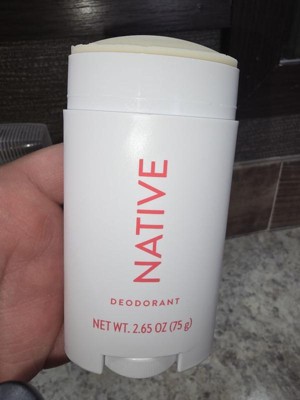 NATIVE
DEODORANT
NET WT. 2.65 OZ (75 g)